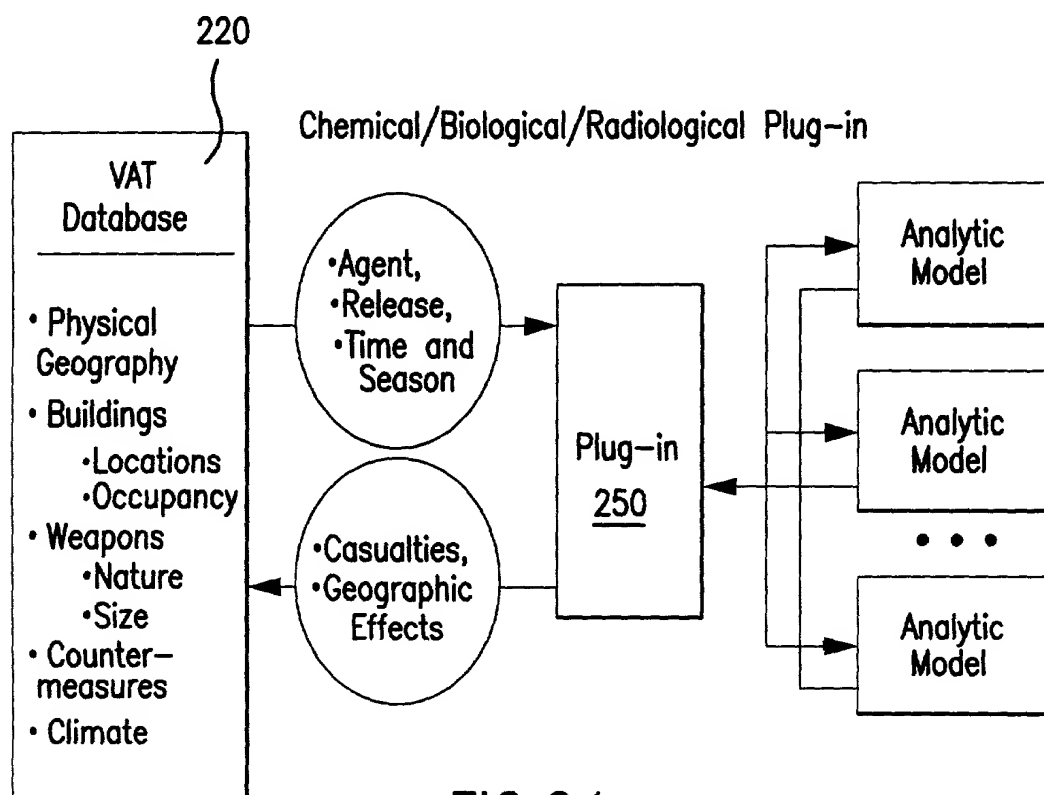 220
Chemical/Biological/Radiological Plug-in
VAT
Database
• Physical
Geography
• Buildings
•Locations
•Occupancy
• Weapons
•Nature
•Size
• Counter-
measures
• Climate
•Agent,
•Release,
•Time and
Season
•Casualties,
•Geographic
Effects
Plug-in
250
Analytic
Model
Analytic
Model
• • •
Analytic
Model